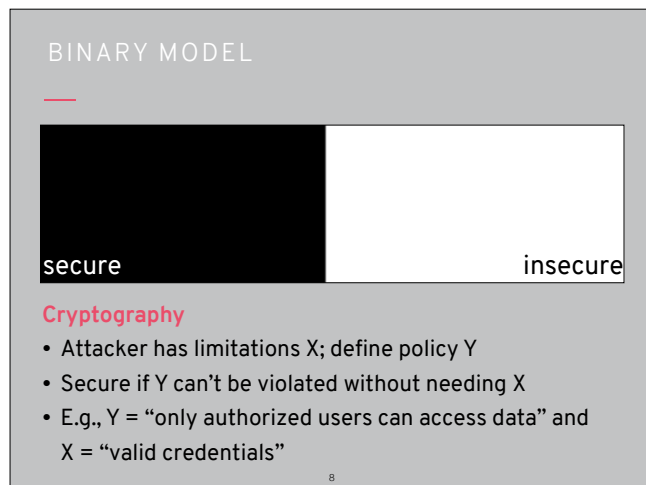 BINARY MODEL
secure
insecure
Cryptography
• Attacker has limitations X; define policy Y
• Secure if Y can’t be violated without needing X
• E.g., Y = “only authorized users can access data” and
X = “valid credentials”
8